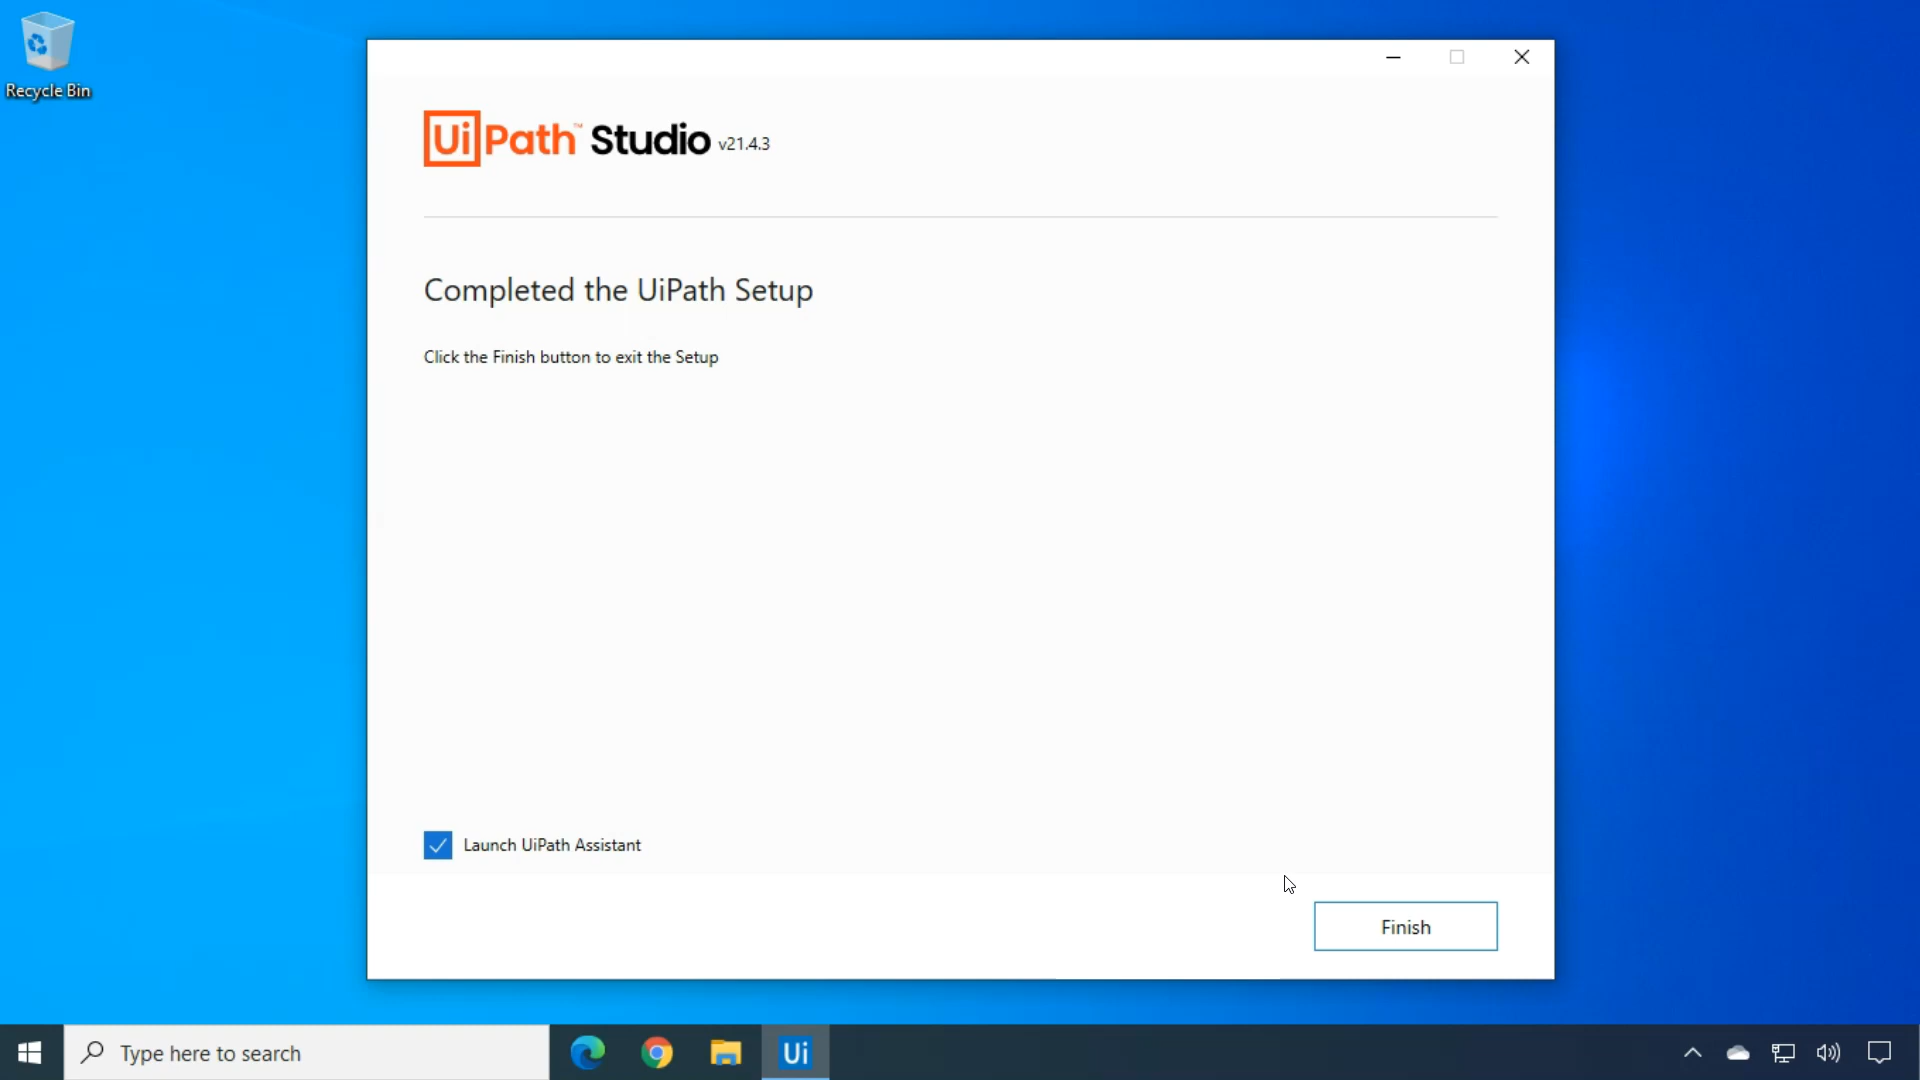 Recycle Bin
UiPath™ Studio v21.4.3
Completed the UiPath Setup
Click the Finish button to exit the Setup
Launch UiPath Assistant
Finish
Type here to search
Ui